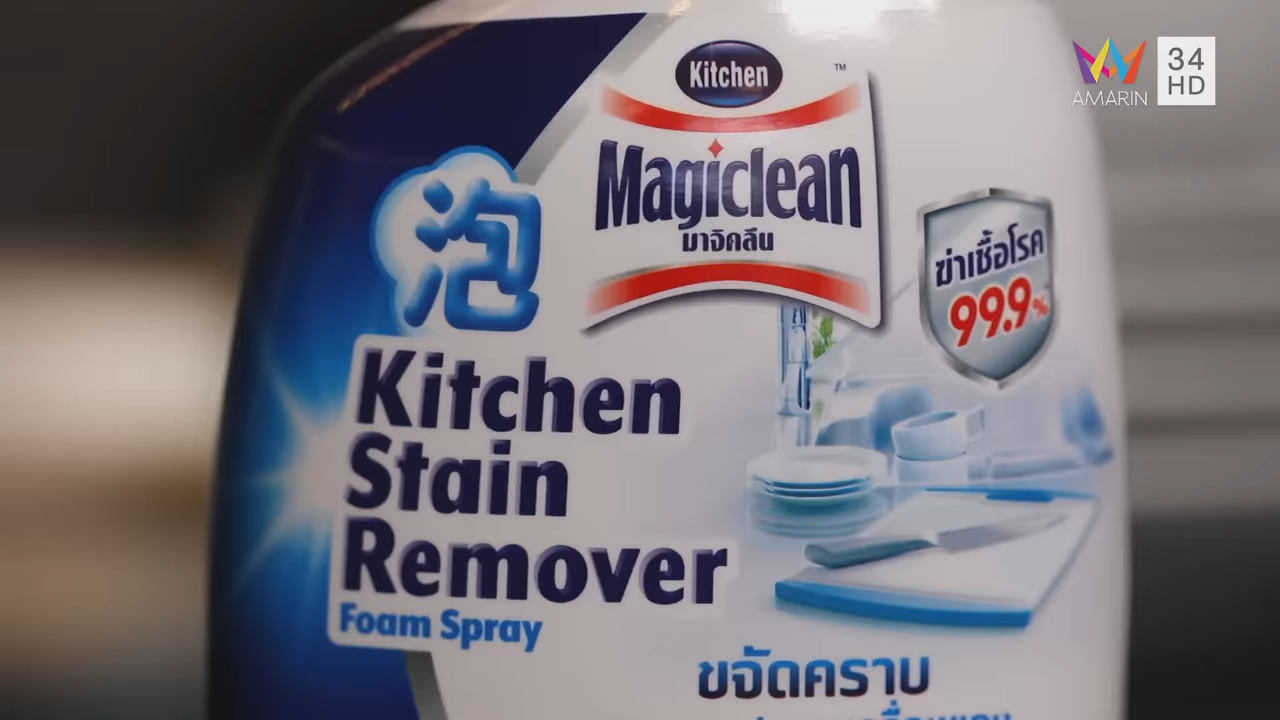 AMARIN
34
HD
Kitchen
™
Magiclean
มาจิคลีน
泡
ฆ่าเชื้อโรค
99.9%
Kitchen
Stain
Remover
Foam Spray
ขจัดคราบ